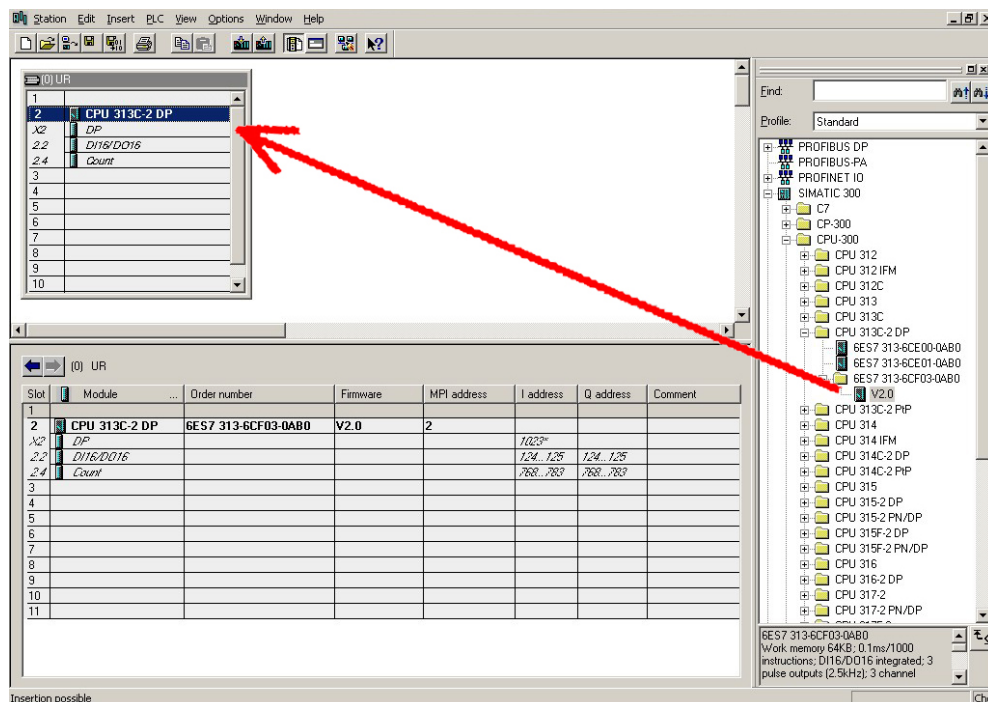 Station Edit Insert PLC View Options Window Help
(0) UR
1
2 CPU 313C-2 DP
X2 DP
2.2 DI16/DO16
2.4 Count
3
4
5
6
7
8
9
10
(0) UR
Slot Module ... Order number Firmware MPI address I address Q address Comment
1
2 CPU 313C-2 DP 6ES7 313-6CF03-0AB0 V2.0 2
X2 DP 1023*
2.2 DI16/DO16 124...125 124...125
2.4 Count 768...783 768...783
3
4
5
6
7
8
9
10
11
Find:
Profile: Standard
PROFIBUS DP
PROFIBUS-PA
PROFINET IO
SIMATIC 300
C7
CP-300
CPU-300
CPU 312
CPU 312 IFM
CPU 312C
CPU 313
CPU 313C
CPU 313C-2 DP
6ES7 313-6CE00-0AB0
6ES7 313-6CE01-0AB0
6ES7 313-6CF03-0AB0
V2.0
CPU 313C-2 PtP
CPU 314
CPU 314 IFM
CPU 314C-2 DP
CPU 314C-2 PtP
CPU 315
CPU 315-2 DP
CPU 315-2 PN/DP
CPU 315F-2 DP
CPU 315F-2 PN/DP
CPU 316
CPU 316-2 DP
CPU 317-2
CPU 317-2 PN/DP
6ES7 313-6CF03-0AB0
Work memory 64KB; 0.1ms/1000
instructions; DI16/DO16 integrated; 3
pulse outputs (2.5kHz); 3 channel
Insertion possible
Ch